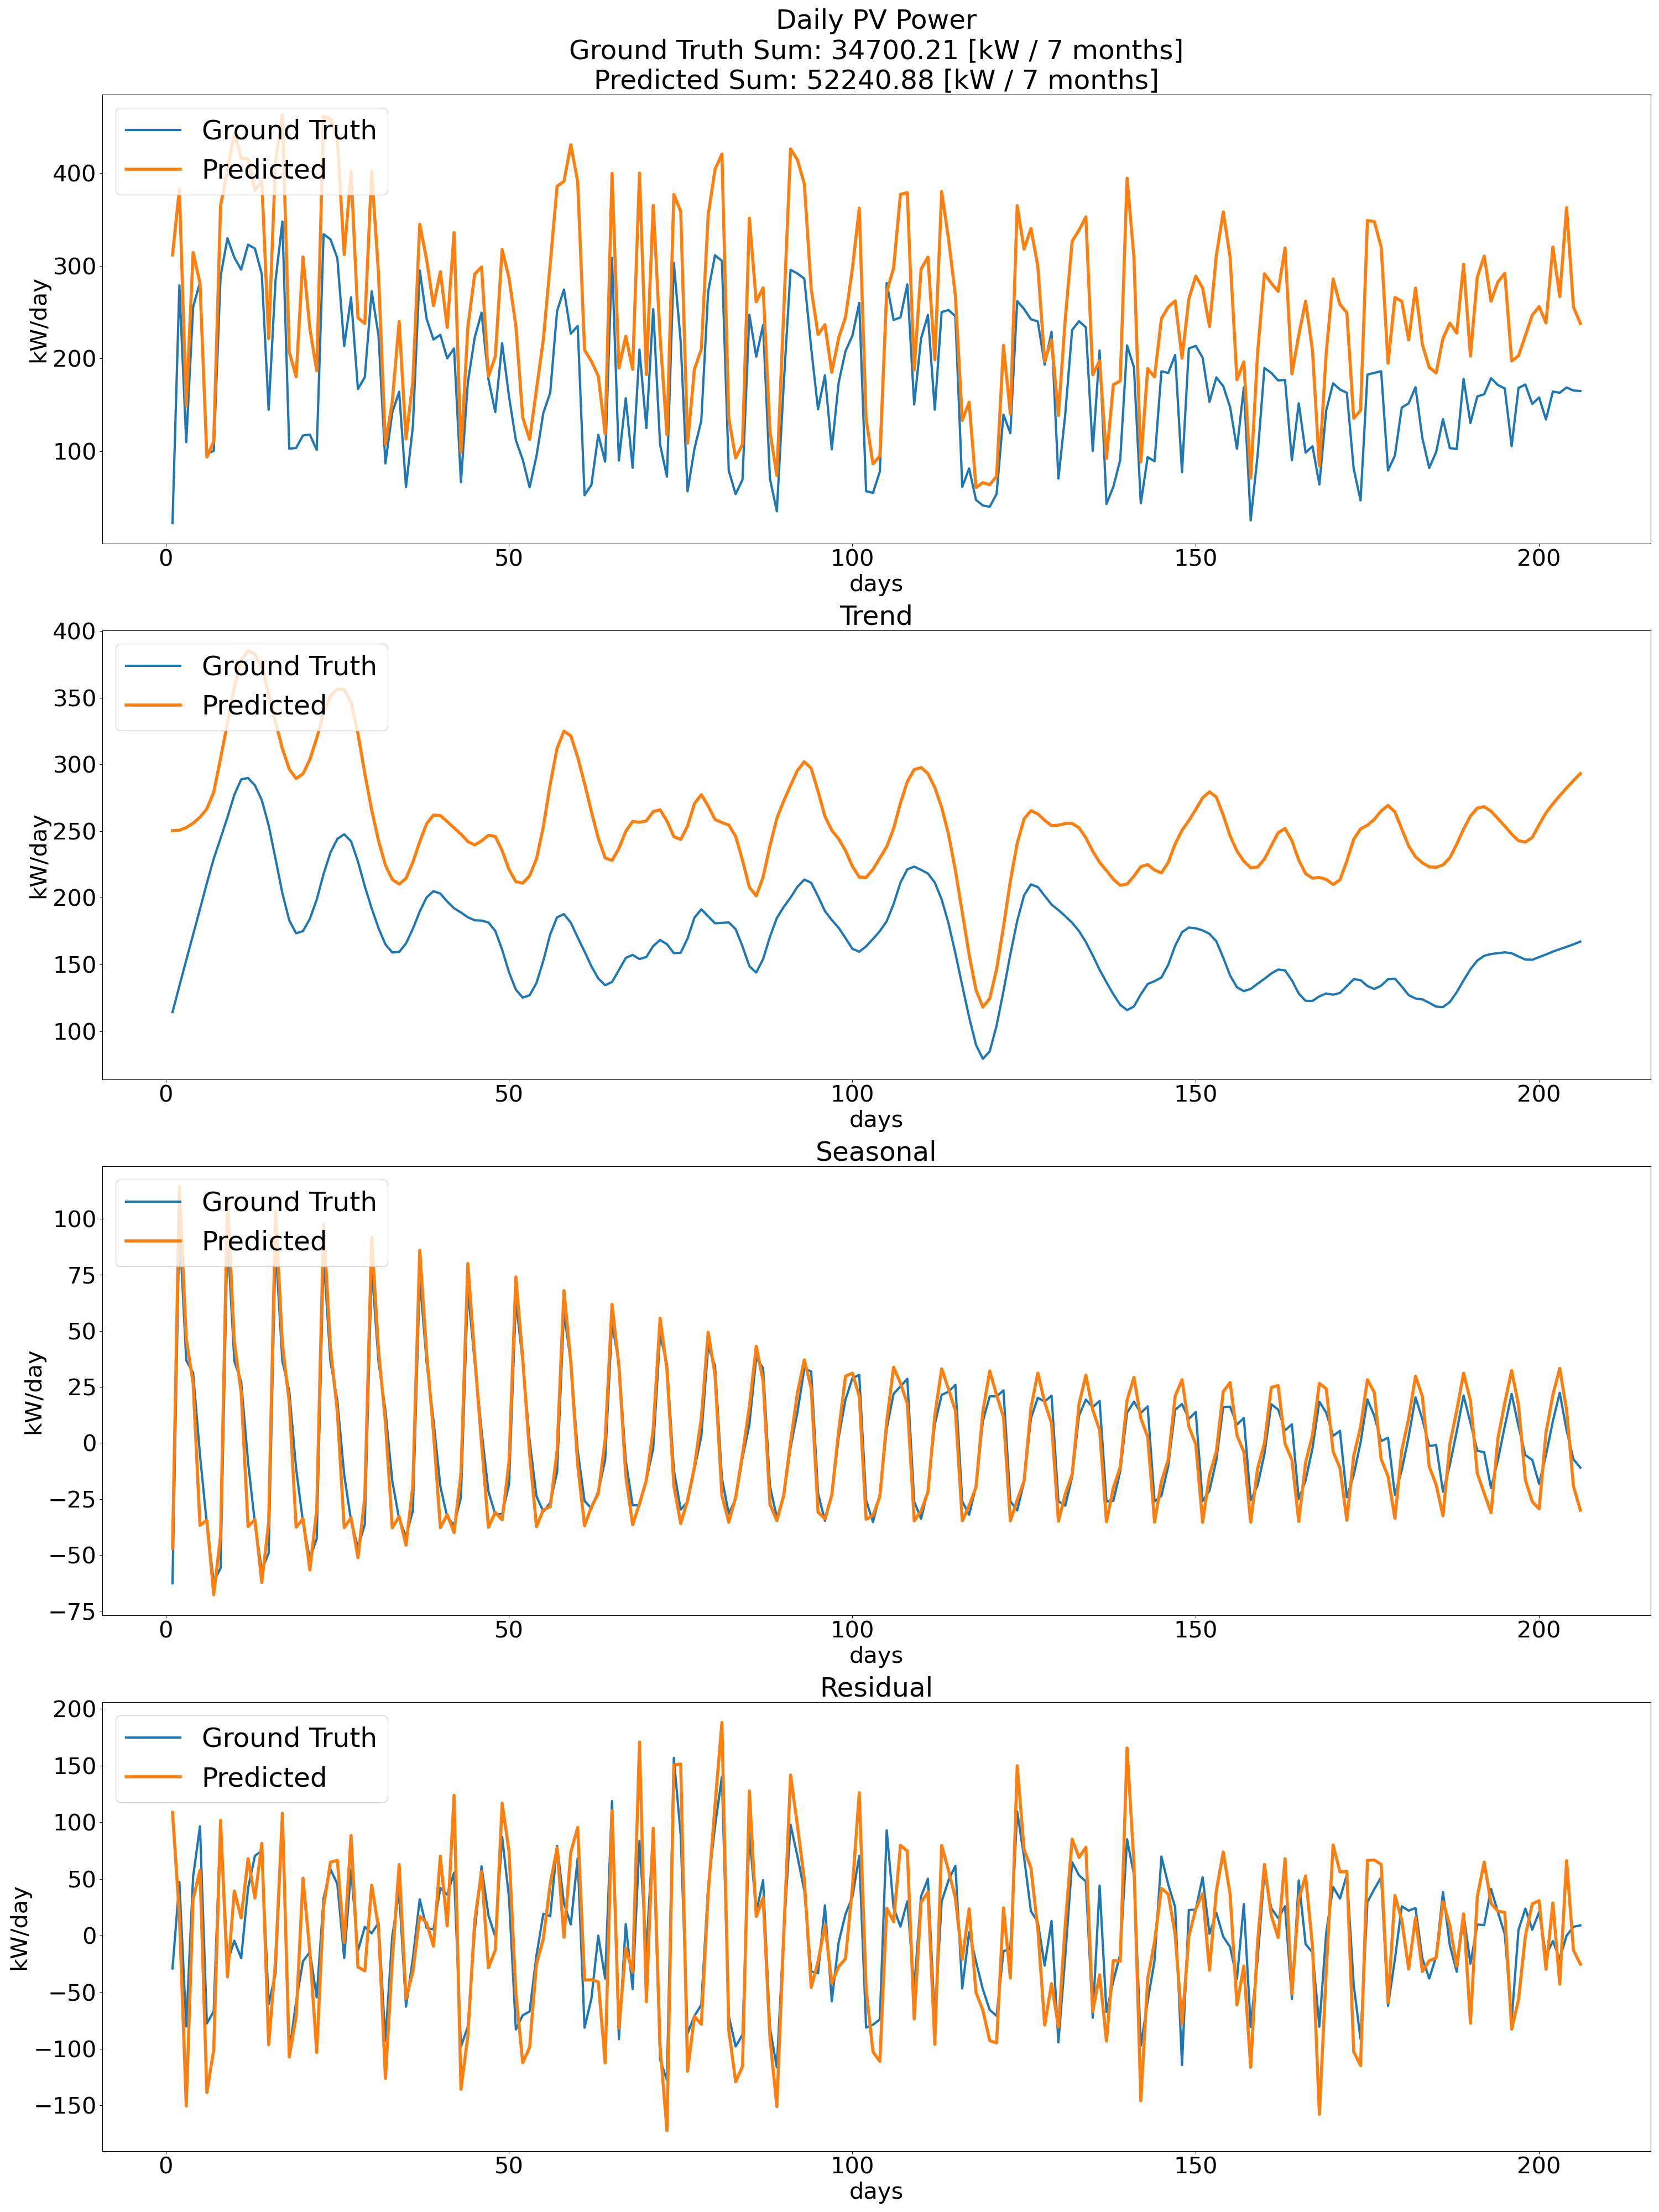 Daily PV Power
Ground Truth Sum: 34700.21 [kW / 7 months]
Predicted Sum: 52240.88 [kW / 7 months]
Ground Truth
Predicted
kW/day
400
300
200
100
0 50 100 150 200
days
Trend
Ground Truth
Predicted
kW/day
400
350
300
250
200
150
100
0 50 100 150 200
days
Seasonal
Ground Truth
Predicted
kW/day
100
75
50
25
0
−25
−50
−75
0 50 100 150 200
days
Residual
Ground Truth
Predicted
kW/day
200
150
100
50
0
−50
−100
−150
0 50 100 150 200
days